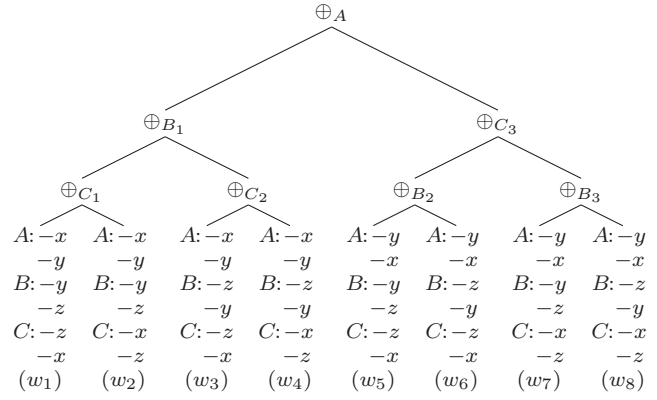 ⊕A
⊕B1 ⊕C3
⊕C1 ⊕C2 ⊕B2 ⊕B3
A:−x A:−x A:−x A:−x A:−y A:−y A:−y A:−y
−y −y −y −y −x −x −x −x
B:−y B:−y B:−z B:−z B:−y B:−z B:−y B:−z
−z −z −y −y −z −y −z −y
C:−z C:−x C:−z C:−x C:−z C:−z C:−x C:−x
−x −z −x −z −x −x −z −z
(w1) (w2) (w3) (w4) (w5) (w6) (w7) (w8)